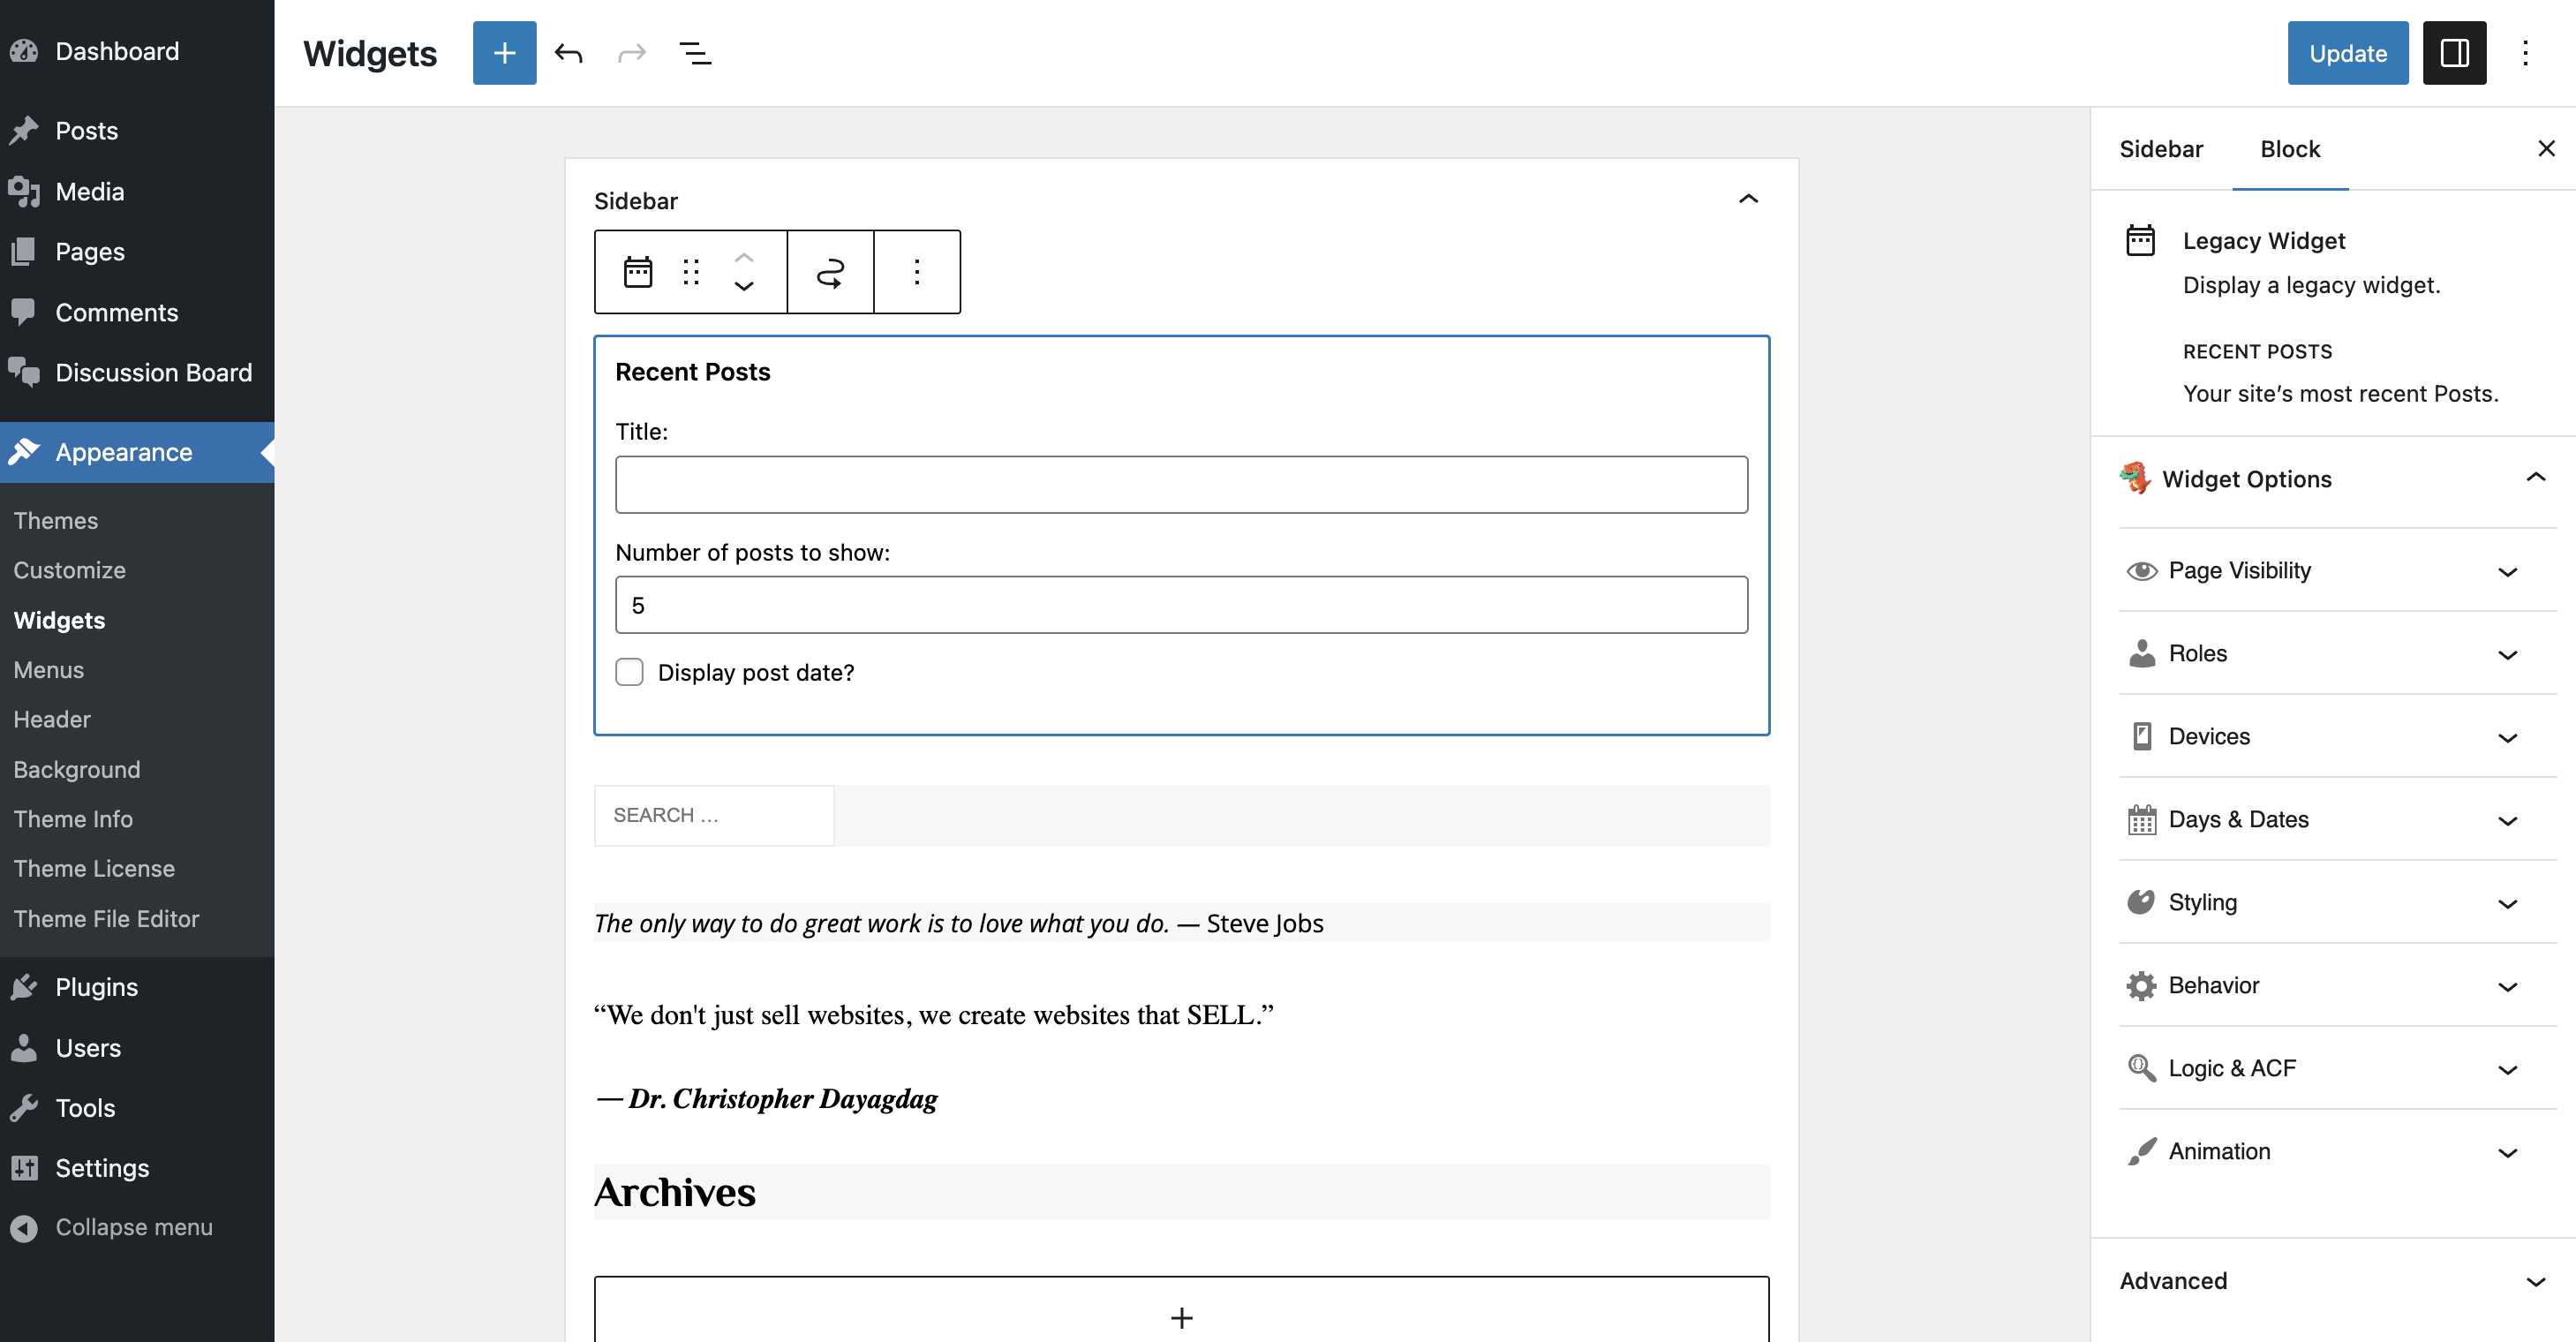 Dashboard
Posts
Media
Pages
Comments
Discussion Board
Appearance
Themes
Customize
Widgets
Menus
Header
Background
Theme Info
Theme License
Theme File Editor
Plugins
Users
Tools
Settings
Collapse menu
Widgets
Update
Sidebar
Recent Posts
Title:
Number of posts to show:
5
Display post date?
SEARCH …
The only way to do great work is to love what you do. — Steve Jobs
“We don't just sell websites, we create websites that SELL.”
— Dr. Christopher Dayagdag
Archives
Sidebar
Block
Legacy Widget
Display a legacy widget.
RECENT POSTS
Your site’s most recent Posts.
Widget Options
Page Visibility
Roles
Devices
Days & Dates
Styling
Behavior
Logic & ACF
Animation
Advanced